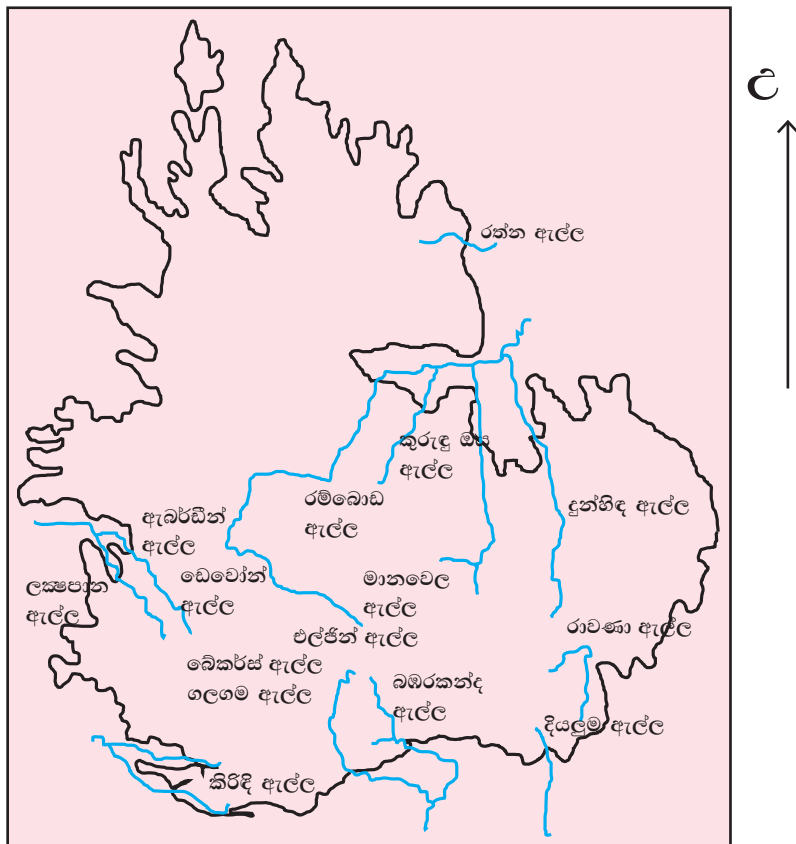 උ
රත්න ඇල්ල
කුරුඳු ඔය
ඇල්ල
රම්බොඩ
ඇල්ල
දුන්හිඳ ඇල්ල
ඇබර්ඩීන්
ඇල්ල
ලක්‍ෂපාන
ඇල්ල
ඩෙවෝන්
ඇල්ල
මානවෙල
ඇල්ල
එල්ජින් ඇල්ල
රාවණා ඇල්ල
බේකර්ස් ඇල්ල
ගලගම ඇල්ල
බඹරකන්ද
ඇල්ල
දියලුම ඇල්ල
කිරිඳි ඇල්ල